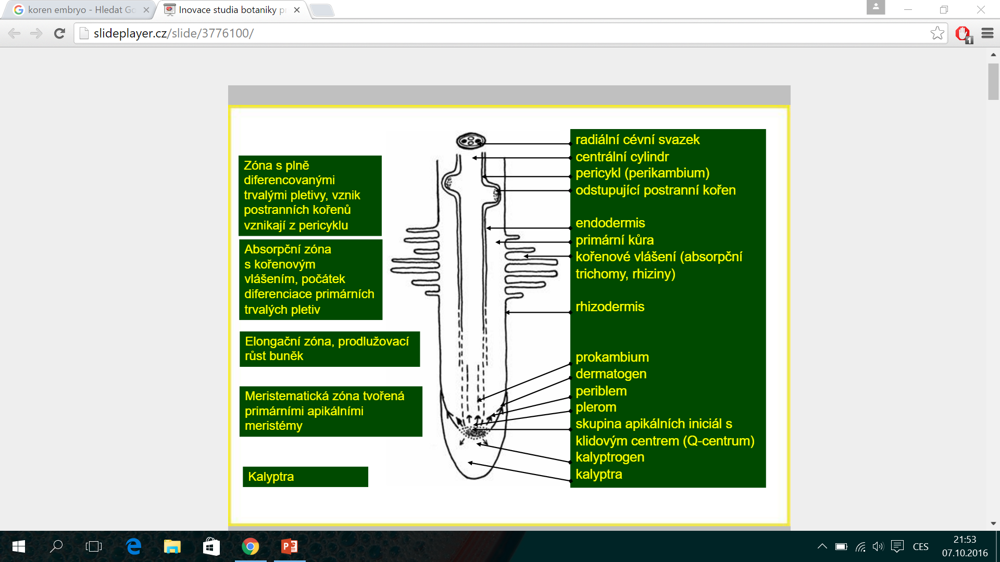 koren embryo - Hledat Go
Inovace studia botaniky pr
slideplayer.cz/slide/3776100/
1
Zóna s plně
diferencovanými
trvalými pletivy, vznik
postranních kořenů
vznikají z pericyklu
Absorpční zóna
s kořenovým
vlášením, počátek
diferenciace primárních
trvalých pletiv
Elongační zóna, prodlužovací
růst buněk
Meristematická zóna tvořená
primárními apikálními
meristémy
Kalyptra
radiální cévní svazek
centrální cylindr
pericykl (perikambium)
odstupující postranní kořen
endodermis
primární kůra
kořenové vlášení (absorpční
trichomy, rhiziny)
rhizodermis
prokambium
dermatogen
periblem
plerom
skupina apikálních iniciál s
klidovým centrem (Q-centrum)
kalyptrogen
kalyptra
CES
21:53
07.10.2016